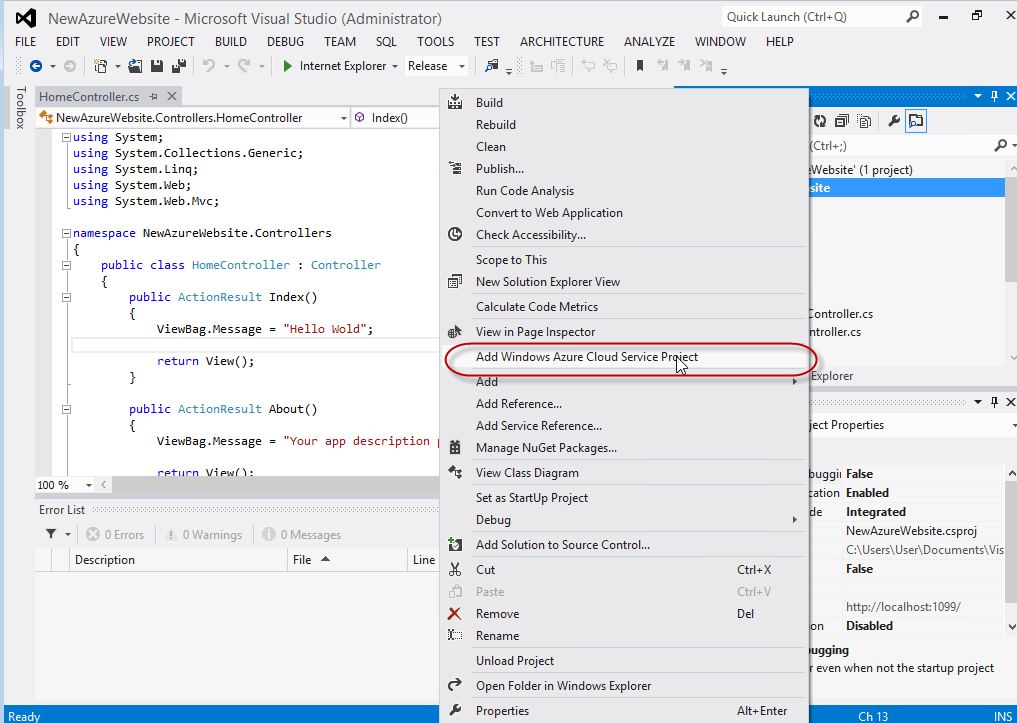 NewAzureWebsite - Microsoft Visual Studio (Administrator)
Quick Launch (Ctrl+Q)
FILE EDIT VIEW PROJECT BUILD DEBUG TEAM SQL TOOLS TEST ARCHITECTURE ANALYZE WINDOW HELP
Internet Explorer Release
Toolbox
HomeController.cs
NewAzureWebsite.Controllers.HomeController Index()
using System;
using System.Collections.Generic;
using System.Linq;
using System.Web;
using System.Web.Mvc;
namespace NewAzureWebsite.Controllers
{
public class HomeController : Controller
{
public ActionResult Index()
{
ViewBag.Message = "Hello Wold";
return View();
}
public ActionResult About()
{
ViewBag.Message = "Your app description
return View();
100 %
Error List
0 Errors 0 Warnings 0 Messages
Description File Line
Build
Rebuild
Clean
Publish...
Run Code Analysis
Convert to Web Application
Check Accessibility...
Scope to This
New Solution Explorer View
Calculate Code Metrics
View in Page Inspector
Add Windows Azure Cloud Service Project
Add
Add Reference...
Add Service Reference...
Manage NuGet Packages...
View Class Diagram
Set as StartUp Project
Debug
Add Solution to Source Control...
Cut Ctrl+X
Paste Ctrl+V
Remove Del
Rename
Unload Project
Open Folder in Windows Explorer
Properties Alt+Enter
(Ctrl+;)
eWebsite' (1 project)
site
Controller.cs
ntroller.cs
Explorer
ject Properties
buggin False
cation Enabled
de Integrated
NewAzureWebsite.csproj
C:\Users\User\Documents\Vis
False
http://localhost:1099/
on Disabled
ugging
r even when not the startup project
Ready Ch 13 INS